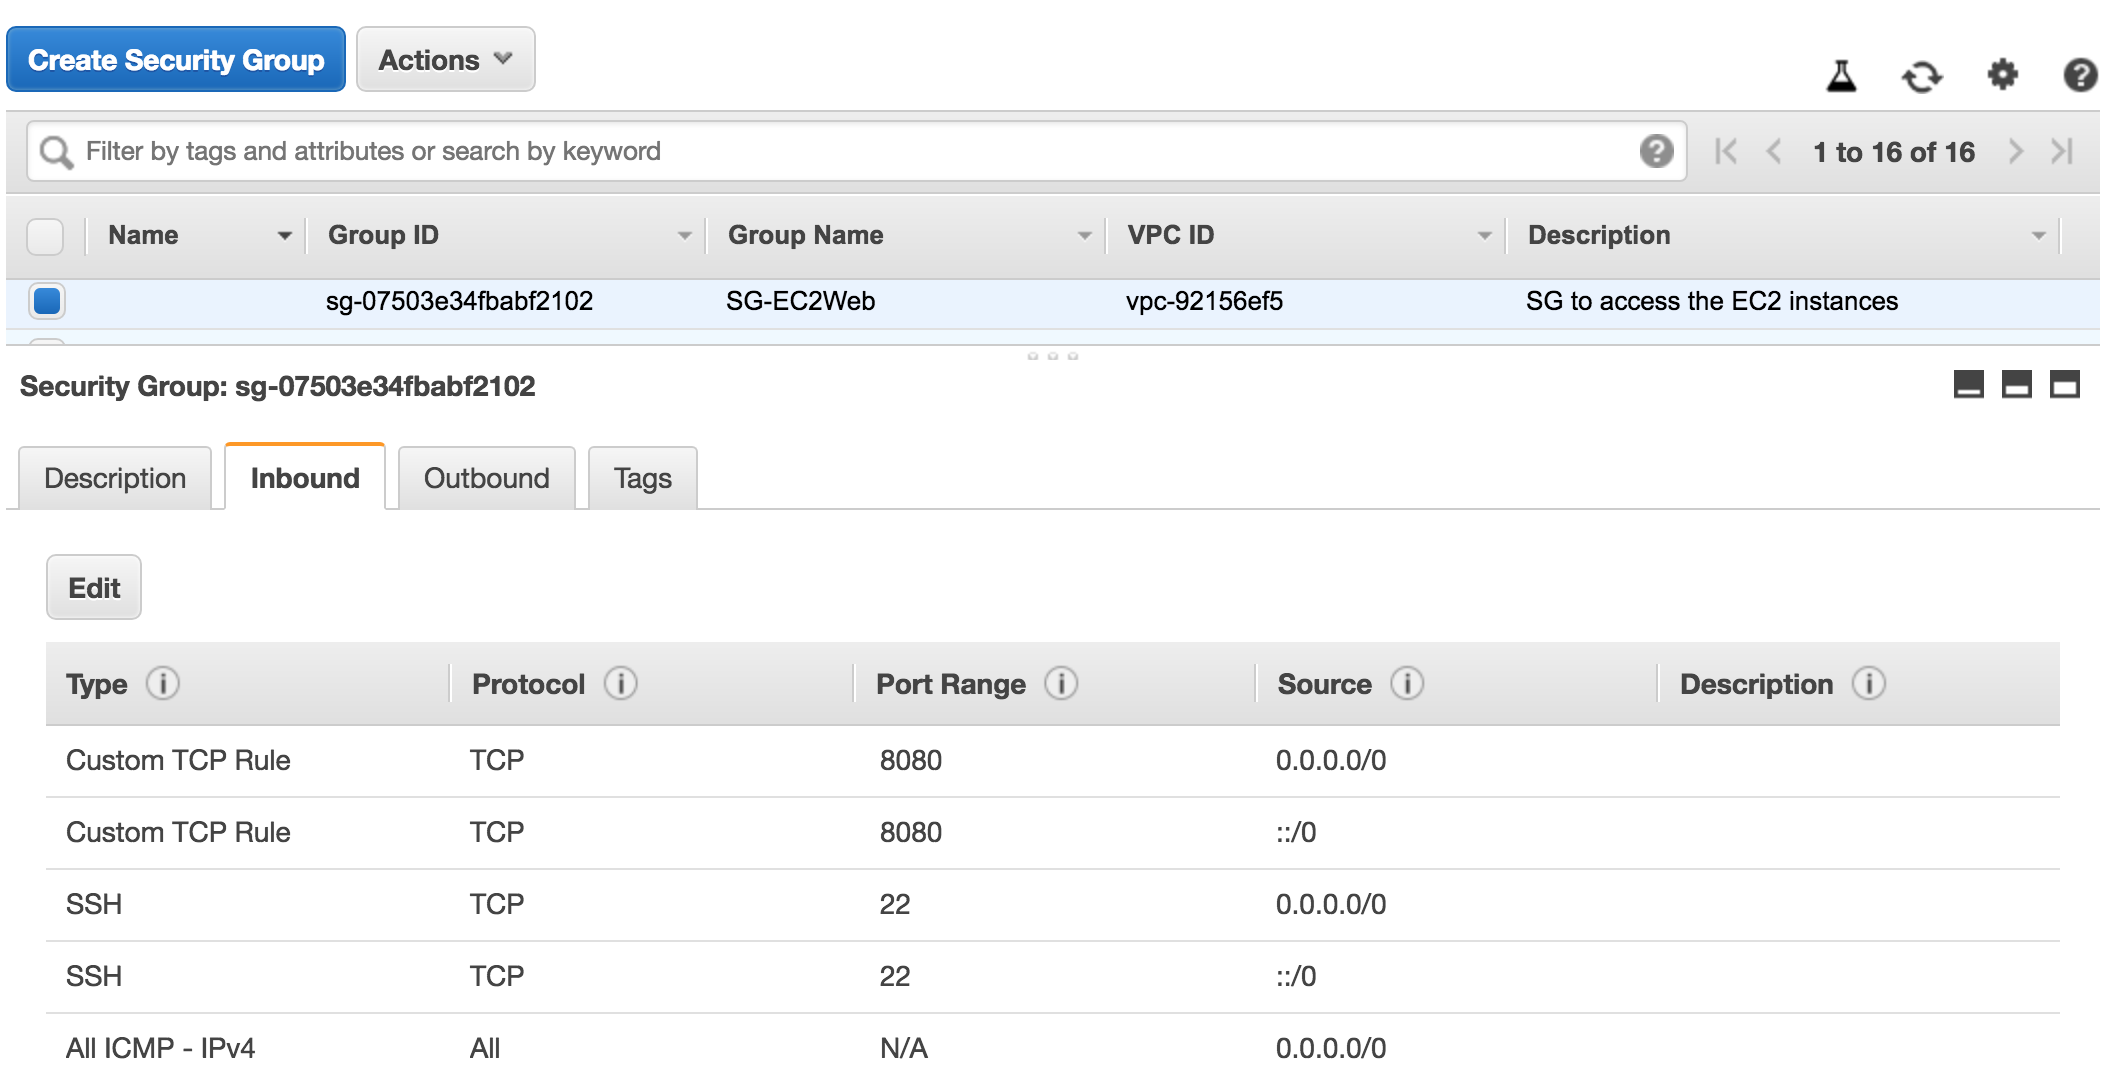 Create Security Group Actions
Filter by tags and attributes or search by keyword 1 to 16 of 16
Name Group ID Group Name VPC ID Description
sg-07503e34fbabf2102 SG-EC2Web vpc-92156ef5 SG to access the EC2 instances
Security Group: sg-07503e34fbabf2102
Description Inbound Outbound Tags
Edit
Type Protocol Port Range Source Description
Custom TCP Rule TCP 8080 0.0.0.0/0
Custom TCP Rule TCP 8080 ::/0
SSH TCP 22 0.0.0.0/0
SSH TCP 22 ::/0
All ICMP - IPv4 All N/A 0.0.0.0/0